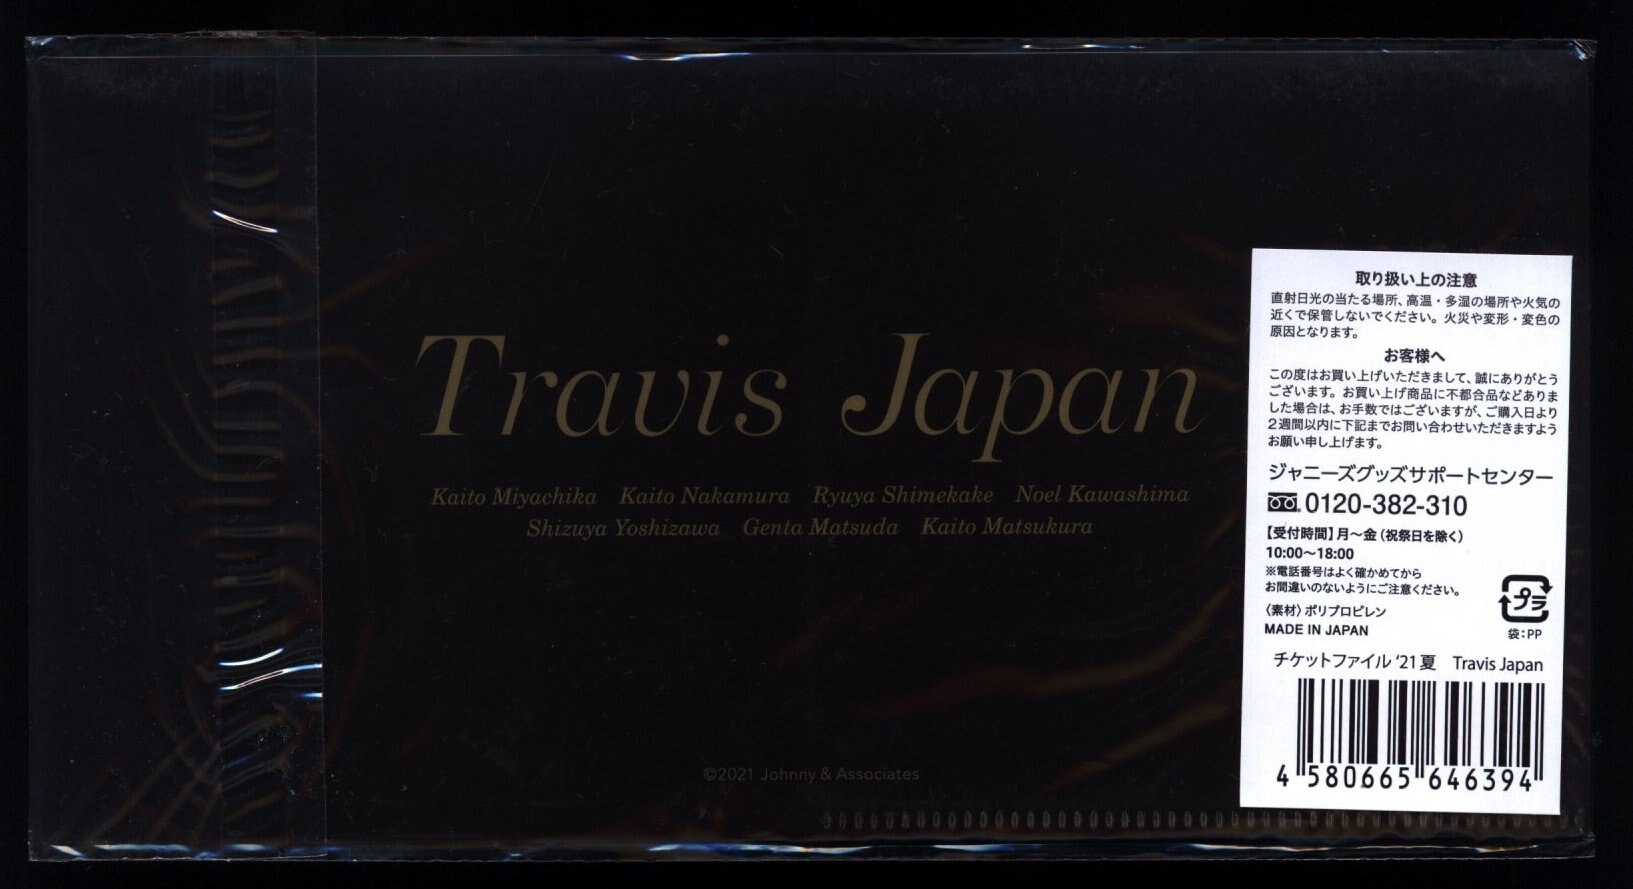 Travis Japan
Kaito Miyachika Kaito Nakamura Ryuya Shimekake Noel Kawashima
Shizuya Yoshizawa Genta Matsuda Kaito Matsukura
©2021 Johnny & Associates
取り扱い上の注意
直射日光の当たる場所、高温・多湿の場所や火気の
近くで保管しないでください。火災や変形・変色の
原因となります。
お客様へ
この度はお買い上げいただきまして、誠にありがとう
ございます。お買い上げ商品に不都合品などありま
した場合は、お手数ではございますが、ご購入日より
2週間以内に下記までお問い合わせいただきますよう
お願い申し上げます。
ジャニーズグッズサポートセンター
0120-382-310
【受付時間】月～金（祝祭日を除く）
10:00～18:00
※電話番号はよく確かめてから
お間違いのないようにご注意ください。
〈素材〉ポリプロピレン
MADE IN JAPAN
プラ
袋：PP
チケットファイル ’21 夏 Travis Japan
4 580665 646394